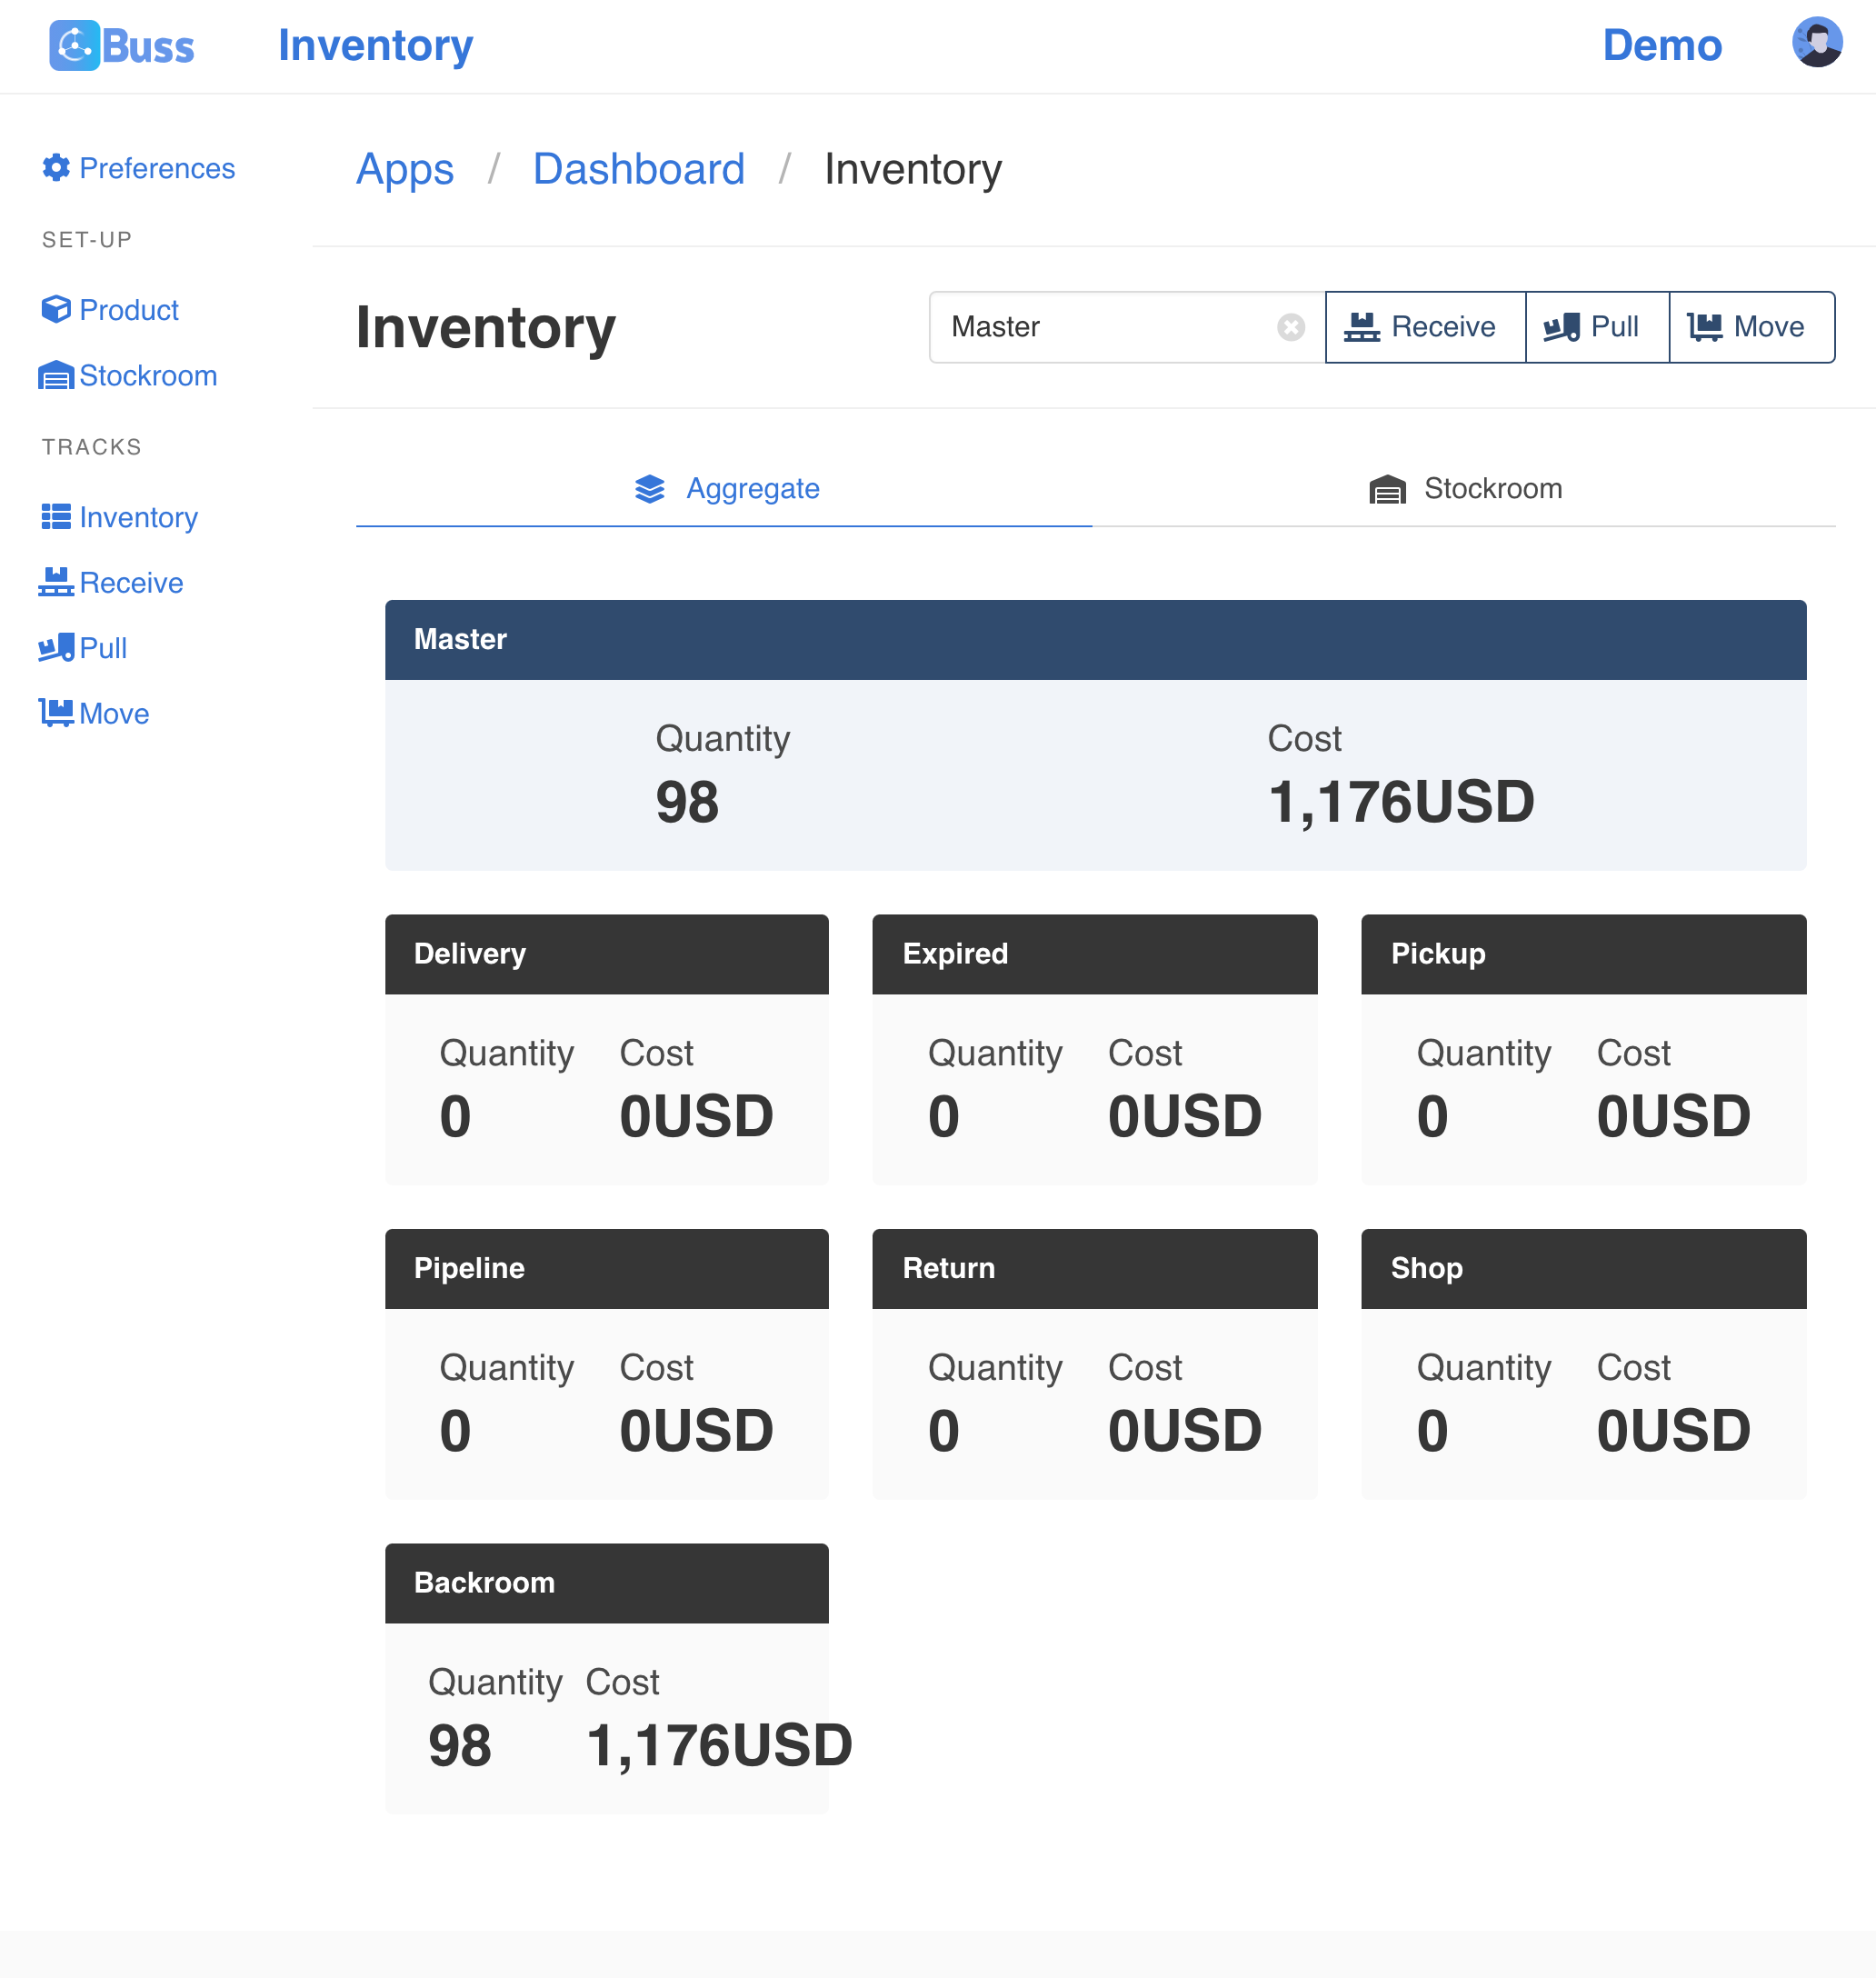 Buss Inventory Demo
Preferences
SET-UP
Product
Stockroom
TRACKS
Inventory
Receive
Pull
Move
Apps / Dashboard / Inventory
Inventory
Master Receive Pull Move
Aggregate Stockroom
Master
Quantity Cost
98 1,176USD
Delivery Expired Pickup
Quantity Cost Quantity Cost Quantity Cost
0 0USD 0 0USD 0 0USD
Pipeline Return Shop
Quantity Cost Quantity Cost Quantity Cost
0 0USD 0 0USD 0 0USD
Backroom
Quantity Cost
98 1,176USD